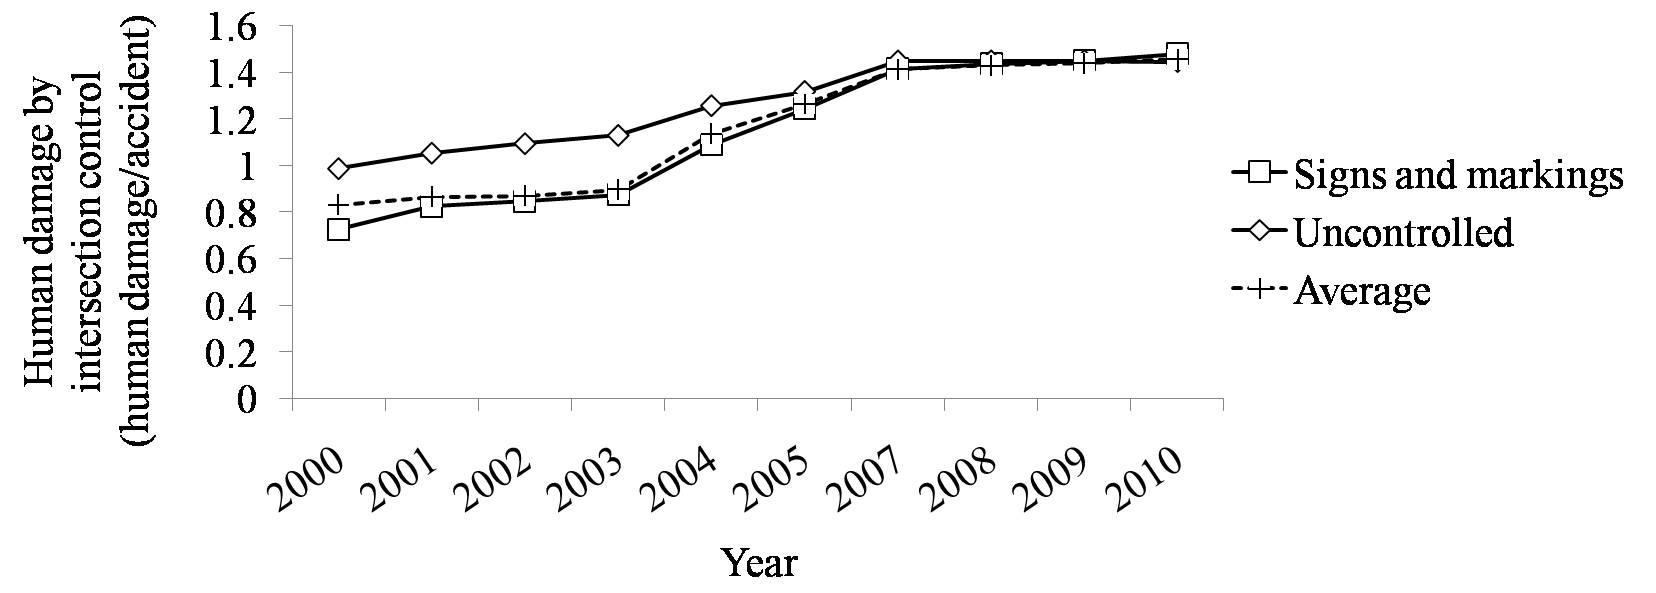 Human damage by
intersection control
(human damage/accident)
1.6
1.4
1.2
1
0.8
0.6
0.4
0.2
0
2000
2001
2002
2003
2004
2005
2007
2008
2009
2010
Year
Signs and markings
Uncontrolled
Average